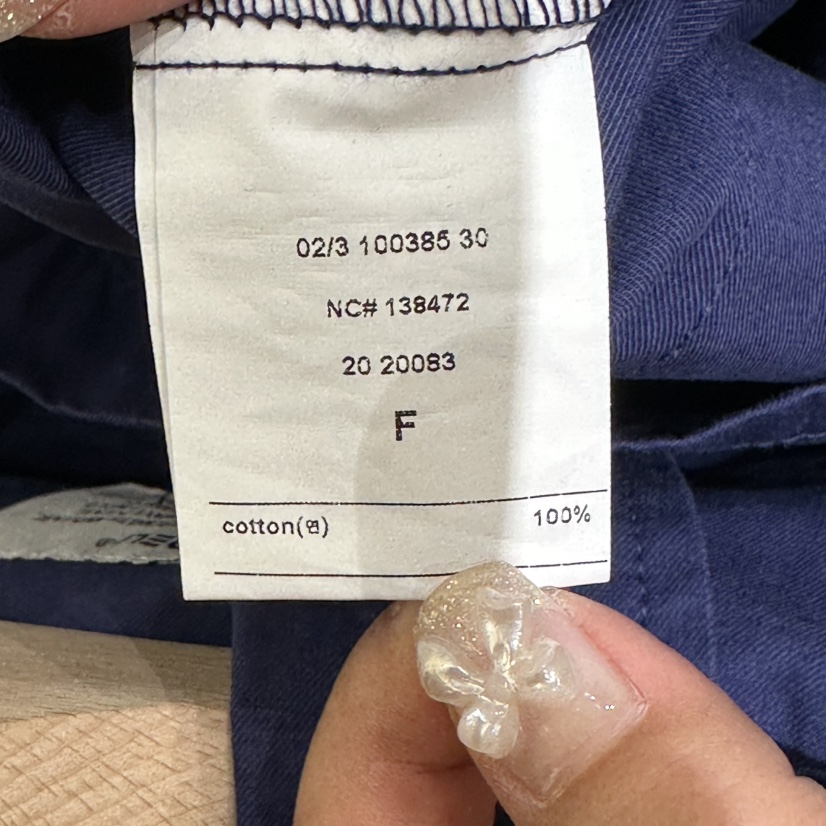 02/3 100385 30
NC# 138472
20 20083
F
cotton(면)
100%